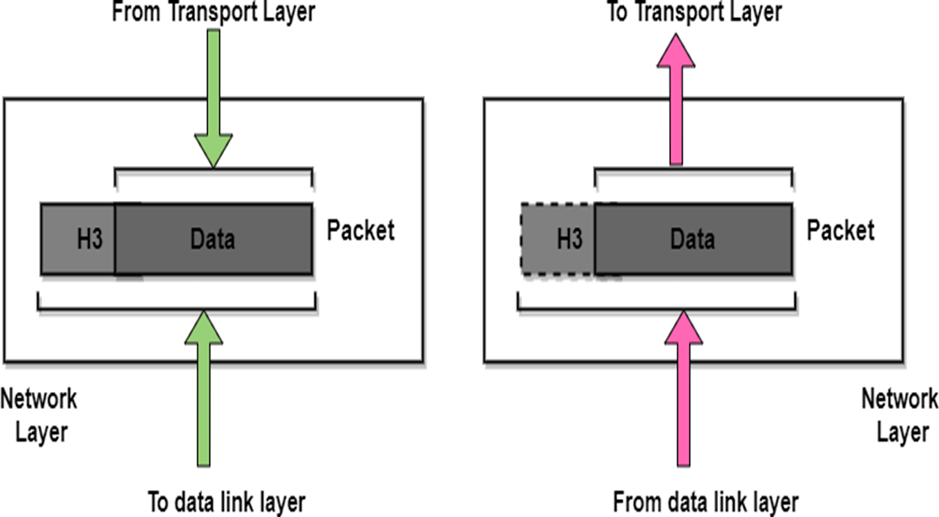 From Transport Layer
To Transport Layer
H3
Data
Packet
H3
Data
Packet
Network
Layer
Network
Layer
To data link layer
From data link layer